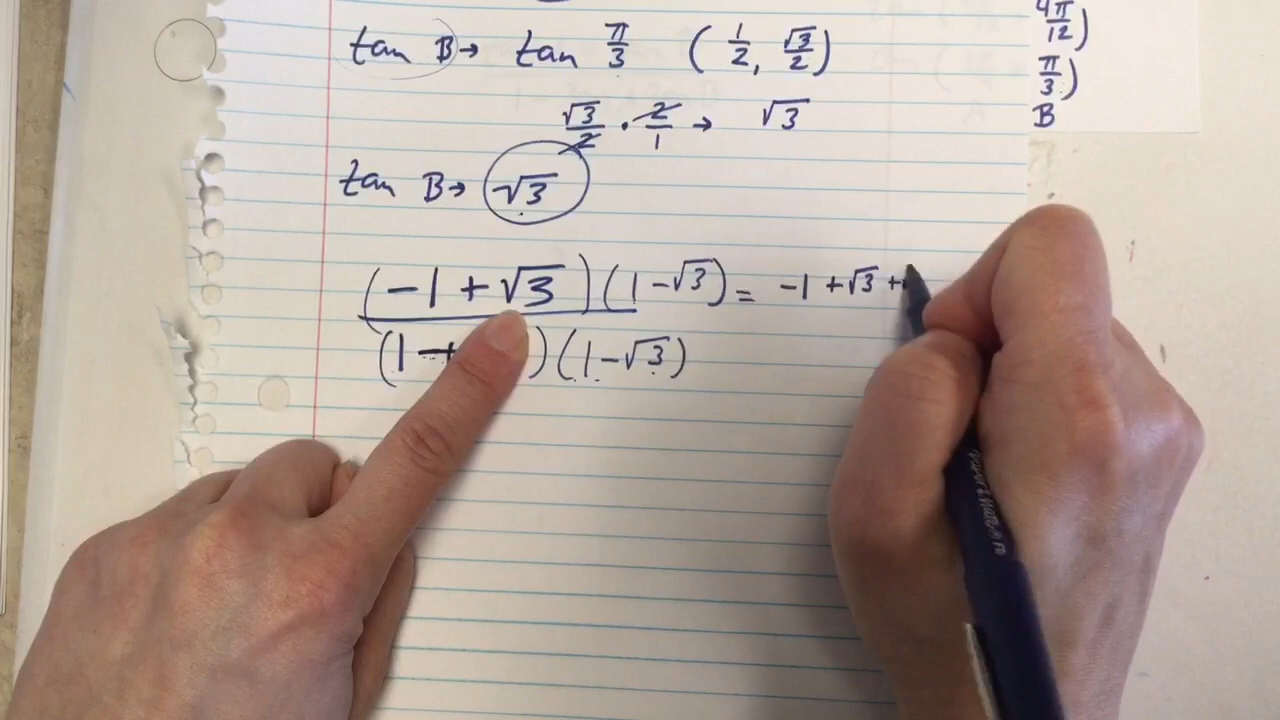 tan B → tan π/3 (1/2, √3/2)
√3/2 · 2/1 → √3
tan B → √3
(-1 + √3)(1 - √3) = -1 + √3 +
(1 + )(1 - √3)
4π/12)
π/3)
B